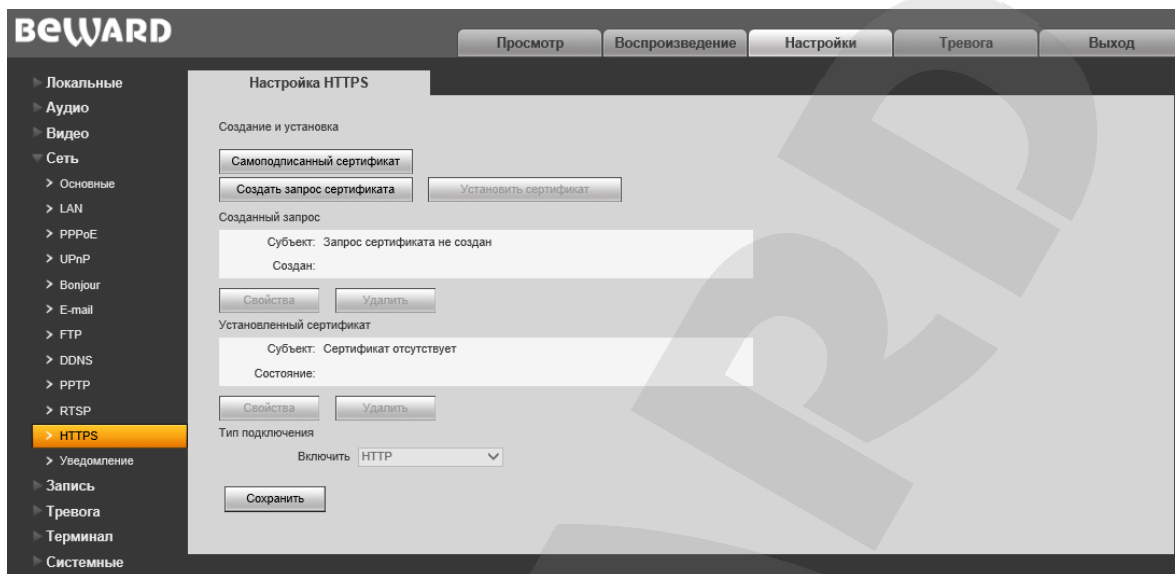 BEWARD
Просмотр Воспроизведение Настройки Тревога Выход
Локальные
Аудио
Видео
Сеть
Основные
LAN
PPPoE
UPnP
Bonjour
E-mail
FTP
DDNS
PPTP
RTSP
HTTPS
Уведомление
Запись
Тревога
Терминал
Системные
Настройка HTTPS
Создание и установка
Самоподписанный сертификат
Создать запрос сертификата Установить сертификат
Созданный запрос
Субъект: Запрос сертификата не создан
Создан:
Свойства Удалить
Установленный сертификат
Субъект: Сертификат отсутствует
Состояние:
Свойства Удалить
Тип подключения
Включить HTTP
Сохранить